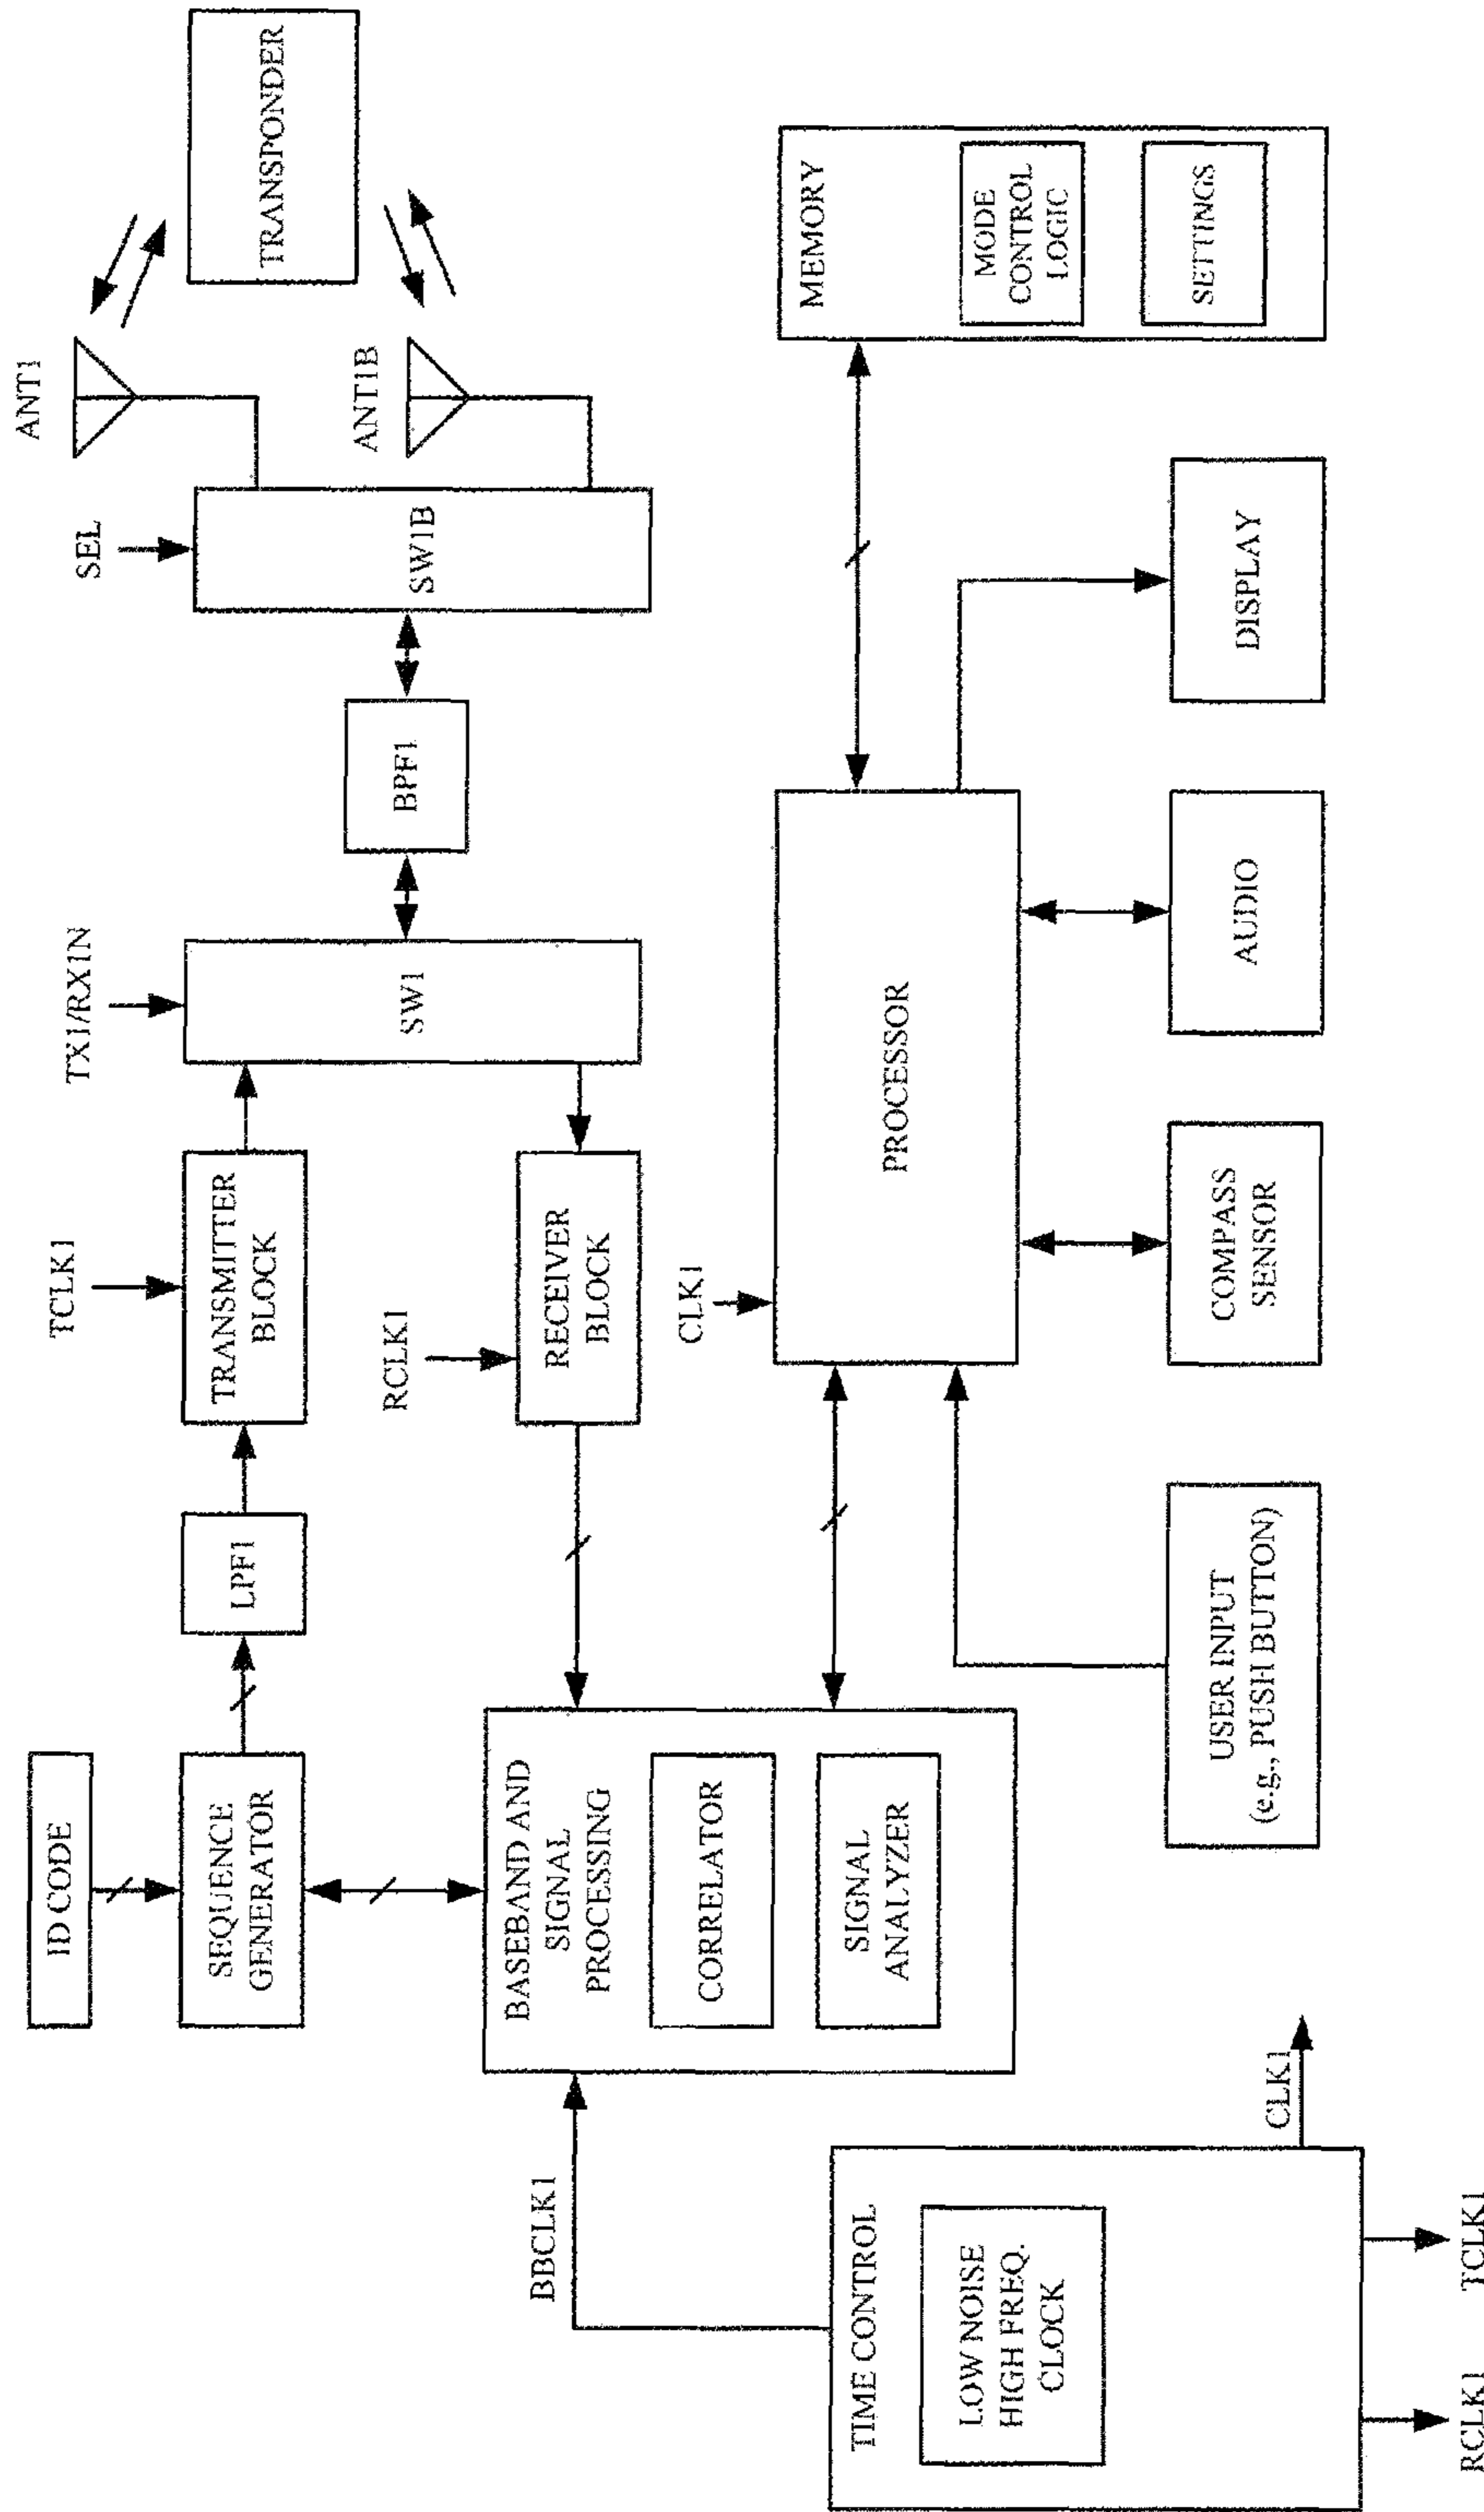 ID CODE
SEQUENCE
GENERATOR
LPF1
TCLK1
TRANSMITTER
BLOCK
TX1/RX1N
SW1
BPF1
SEL
SW1B
ANT1
ANT1B
TRANSPONDER
RCLK1
RECEIVER
BLOCK
BASEBAND AND
SIGNAL
PROCESSING
CORRELATOR
SIGNAL
ANALYZER
BBCLK1
TIME CONTROL
LOW NOISE
HIGH FREQ.
CLOCK
CLK1
RCLK1
TCLK1
CLK1
PROCESSOR
MEMORY
MODE
CONTROL
LOGIC
SETTINGS
USER INPUT
(e.g., PUSH BUTTON)
COMPASS
SENSOR
AUDIO
DISPLAY